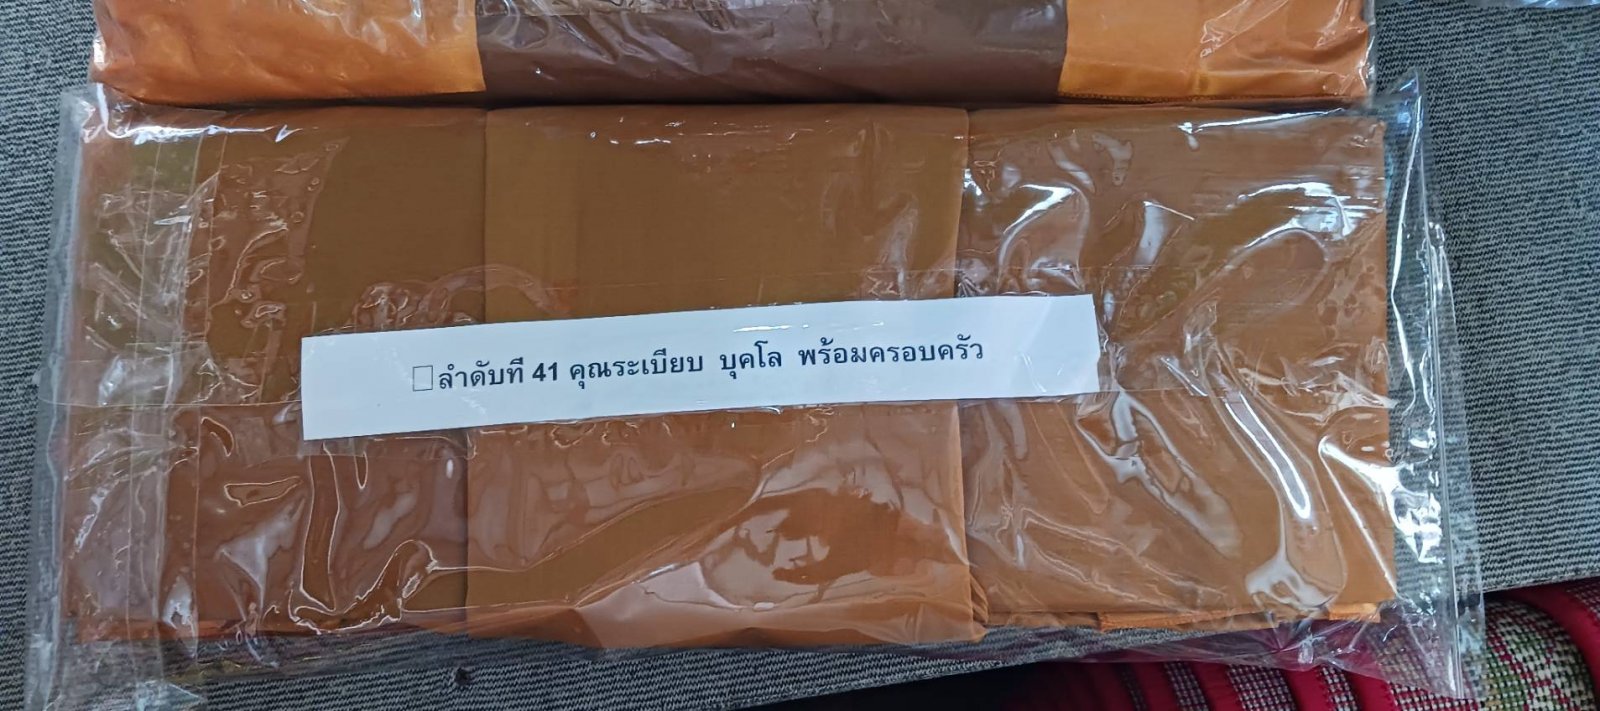 □ลำดับที่ 41 คุณระเบียบ บุคโล พร้อมครอบครัว